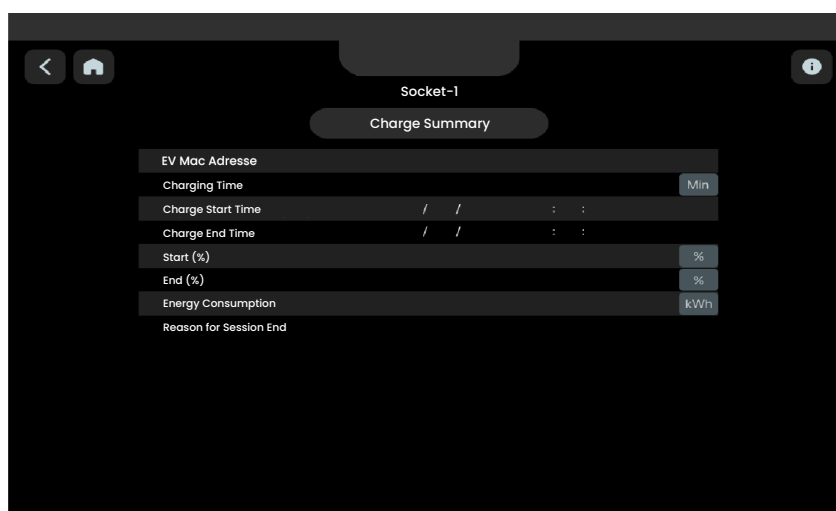 Socket-1
Charge Summary
EV Mac Adresse
Charging Time Min
Charge Start Time / / : :
Charge End Time / / : :
Start (%) %
End (%) %
Energy Consumption kWh
Reason for Session End